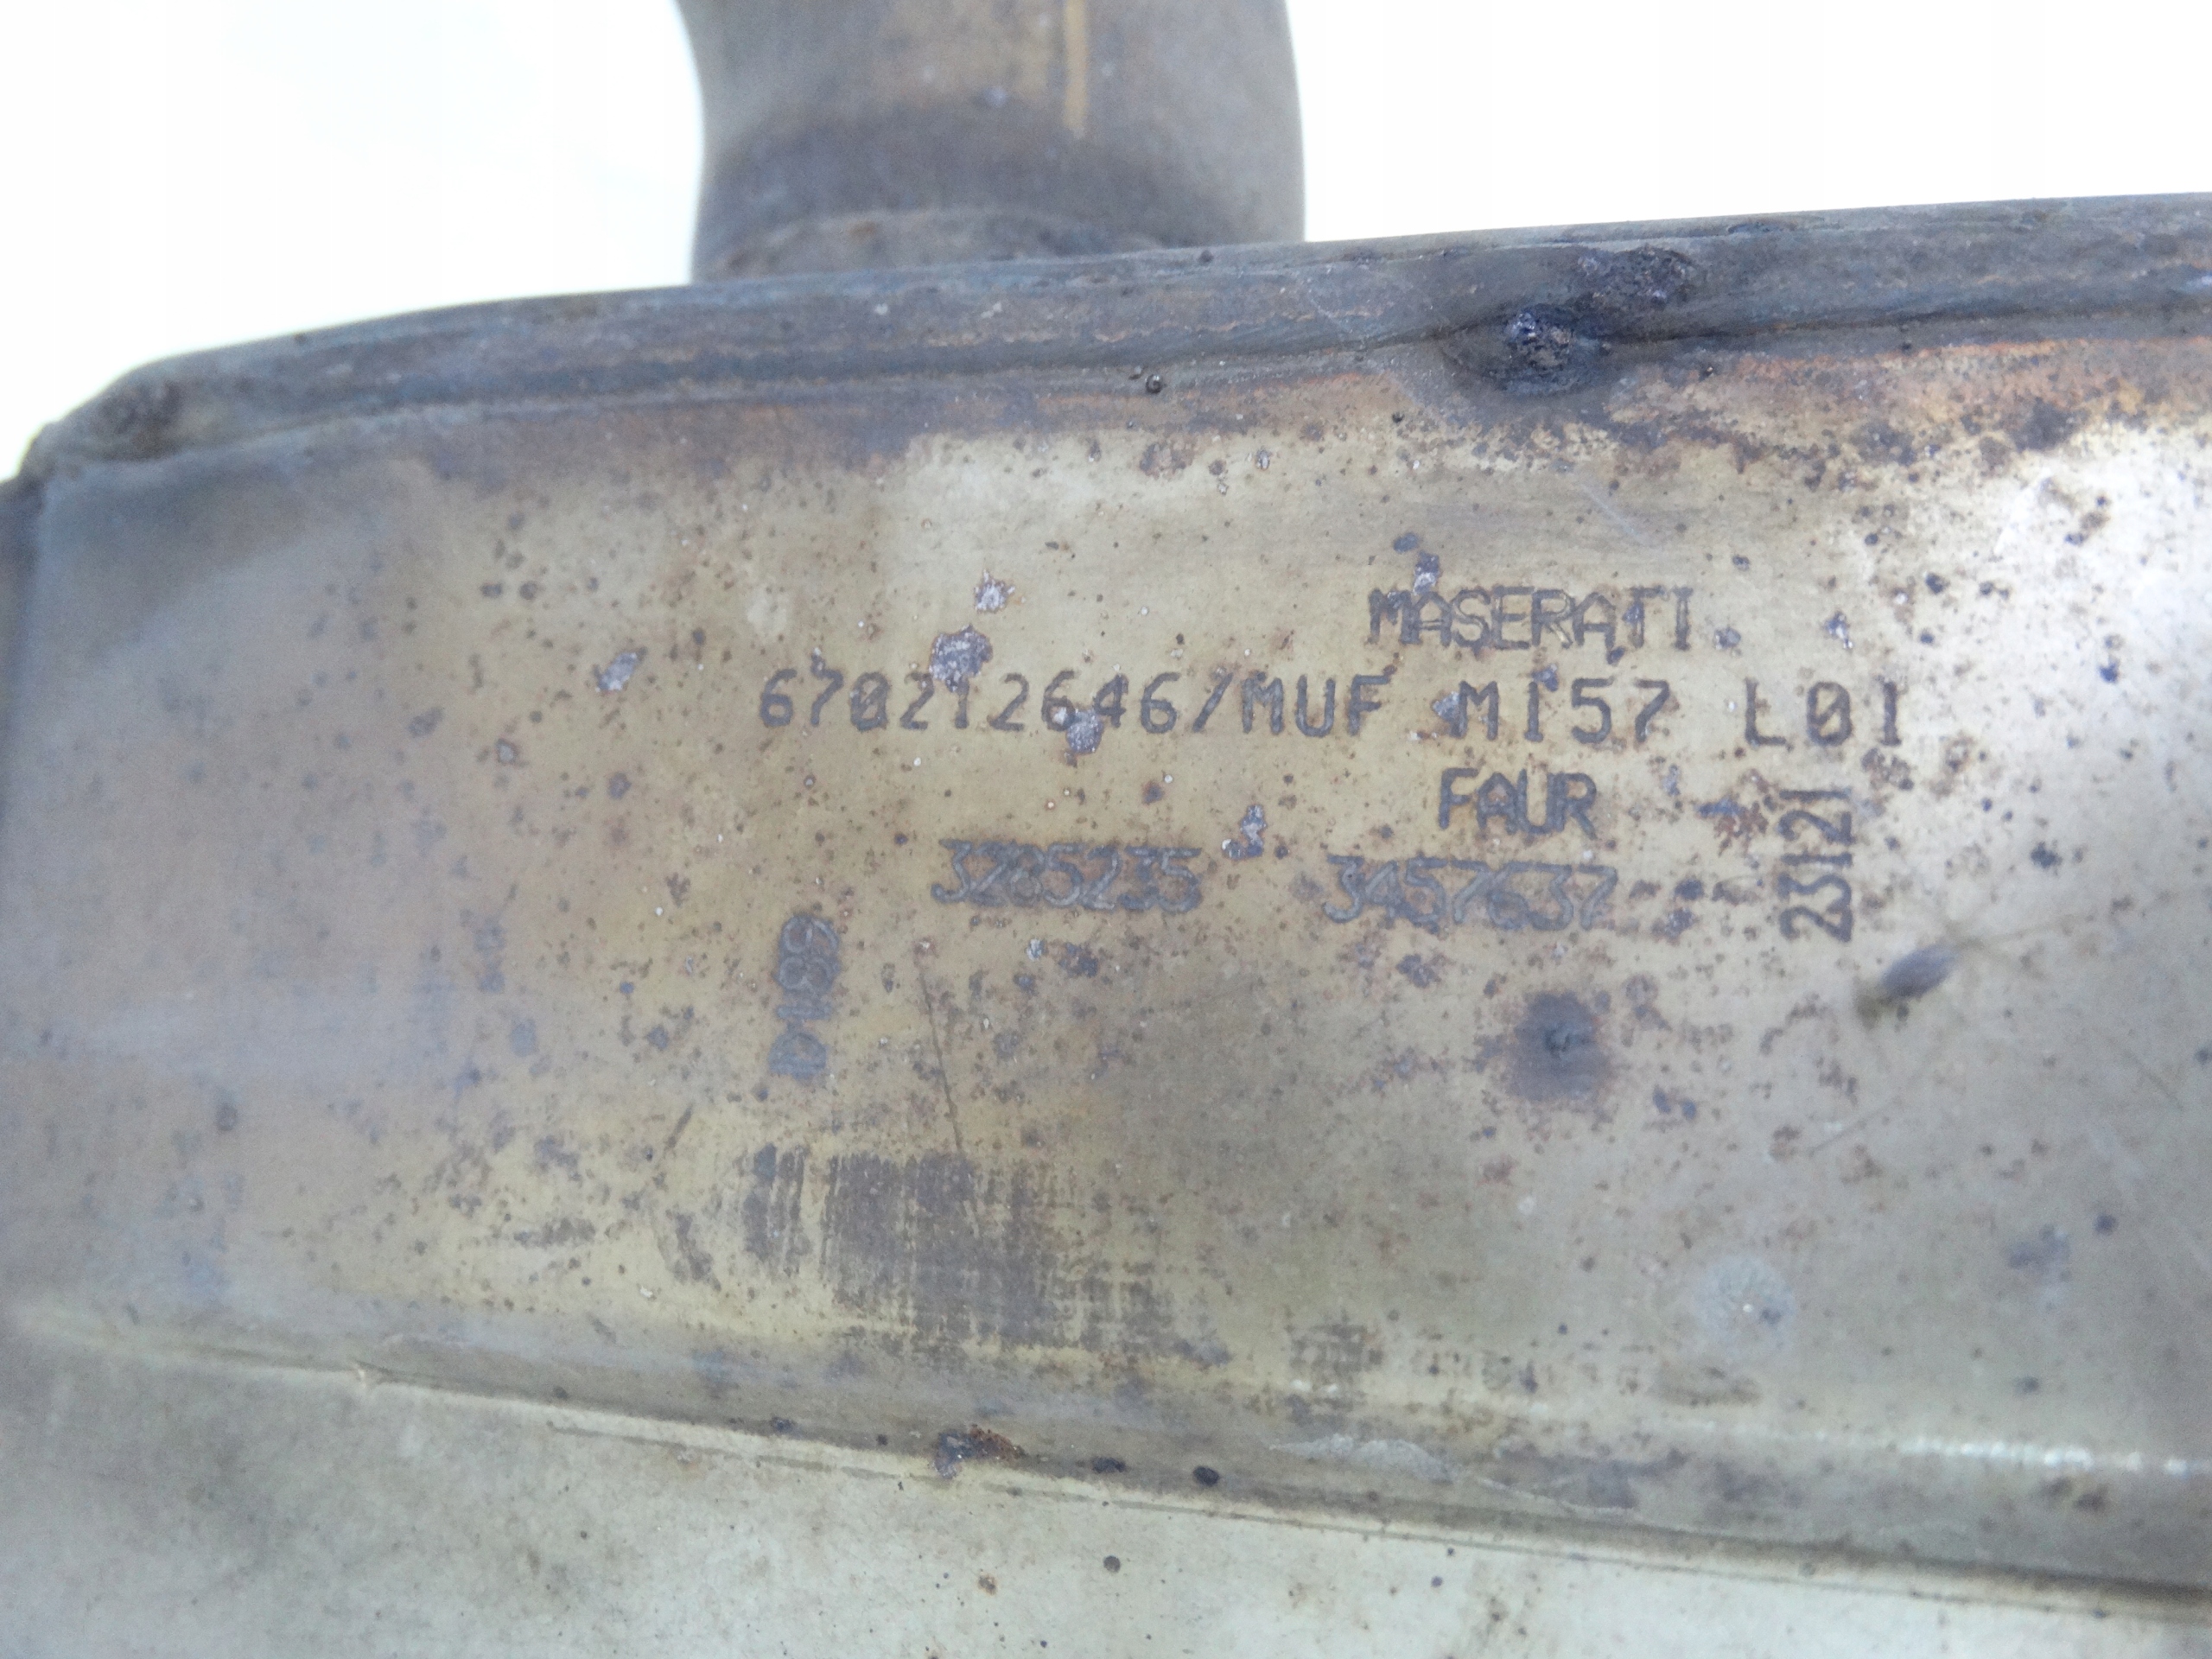 MASERATI
670212646/MUF M157 L01
FAUR
3285235 3457637
23121